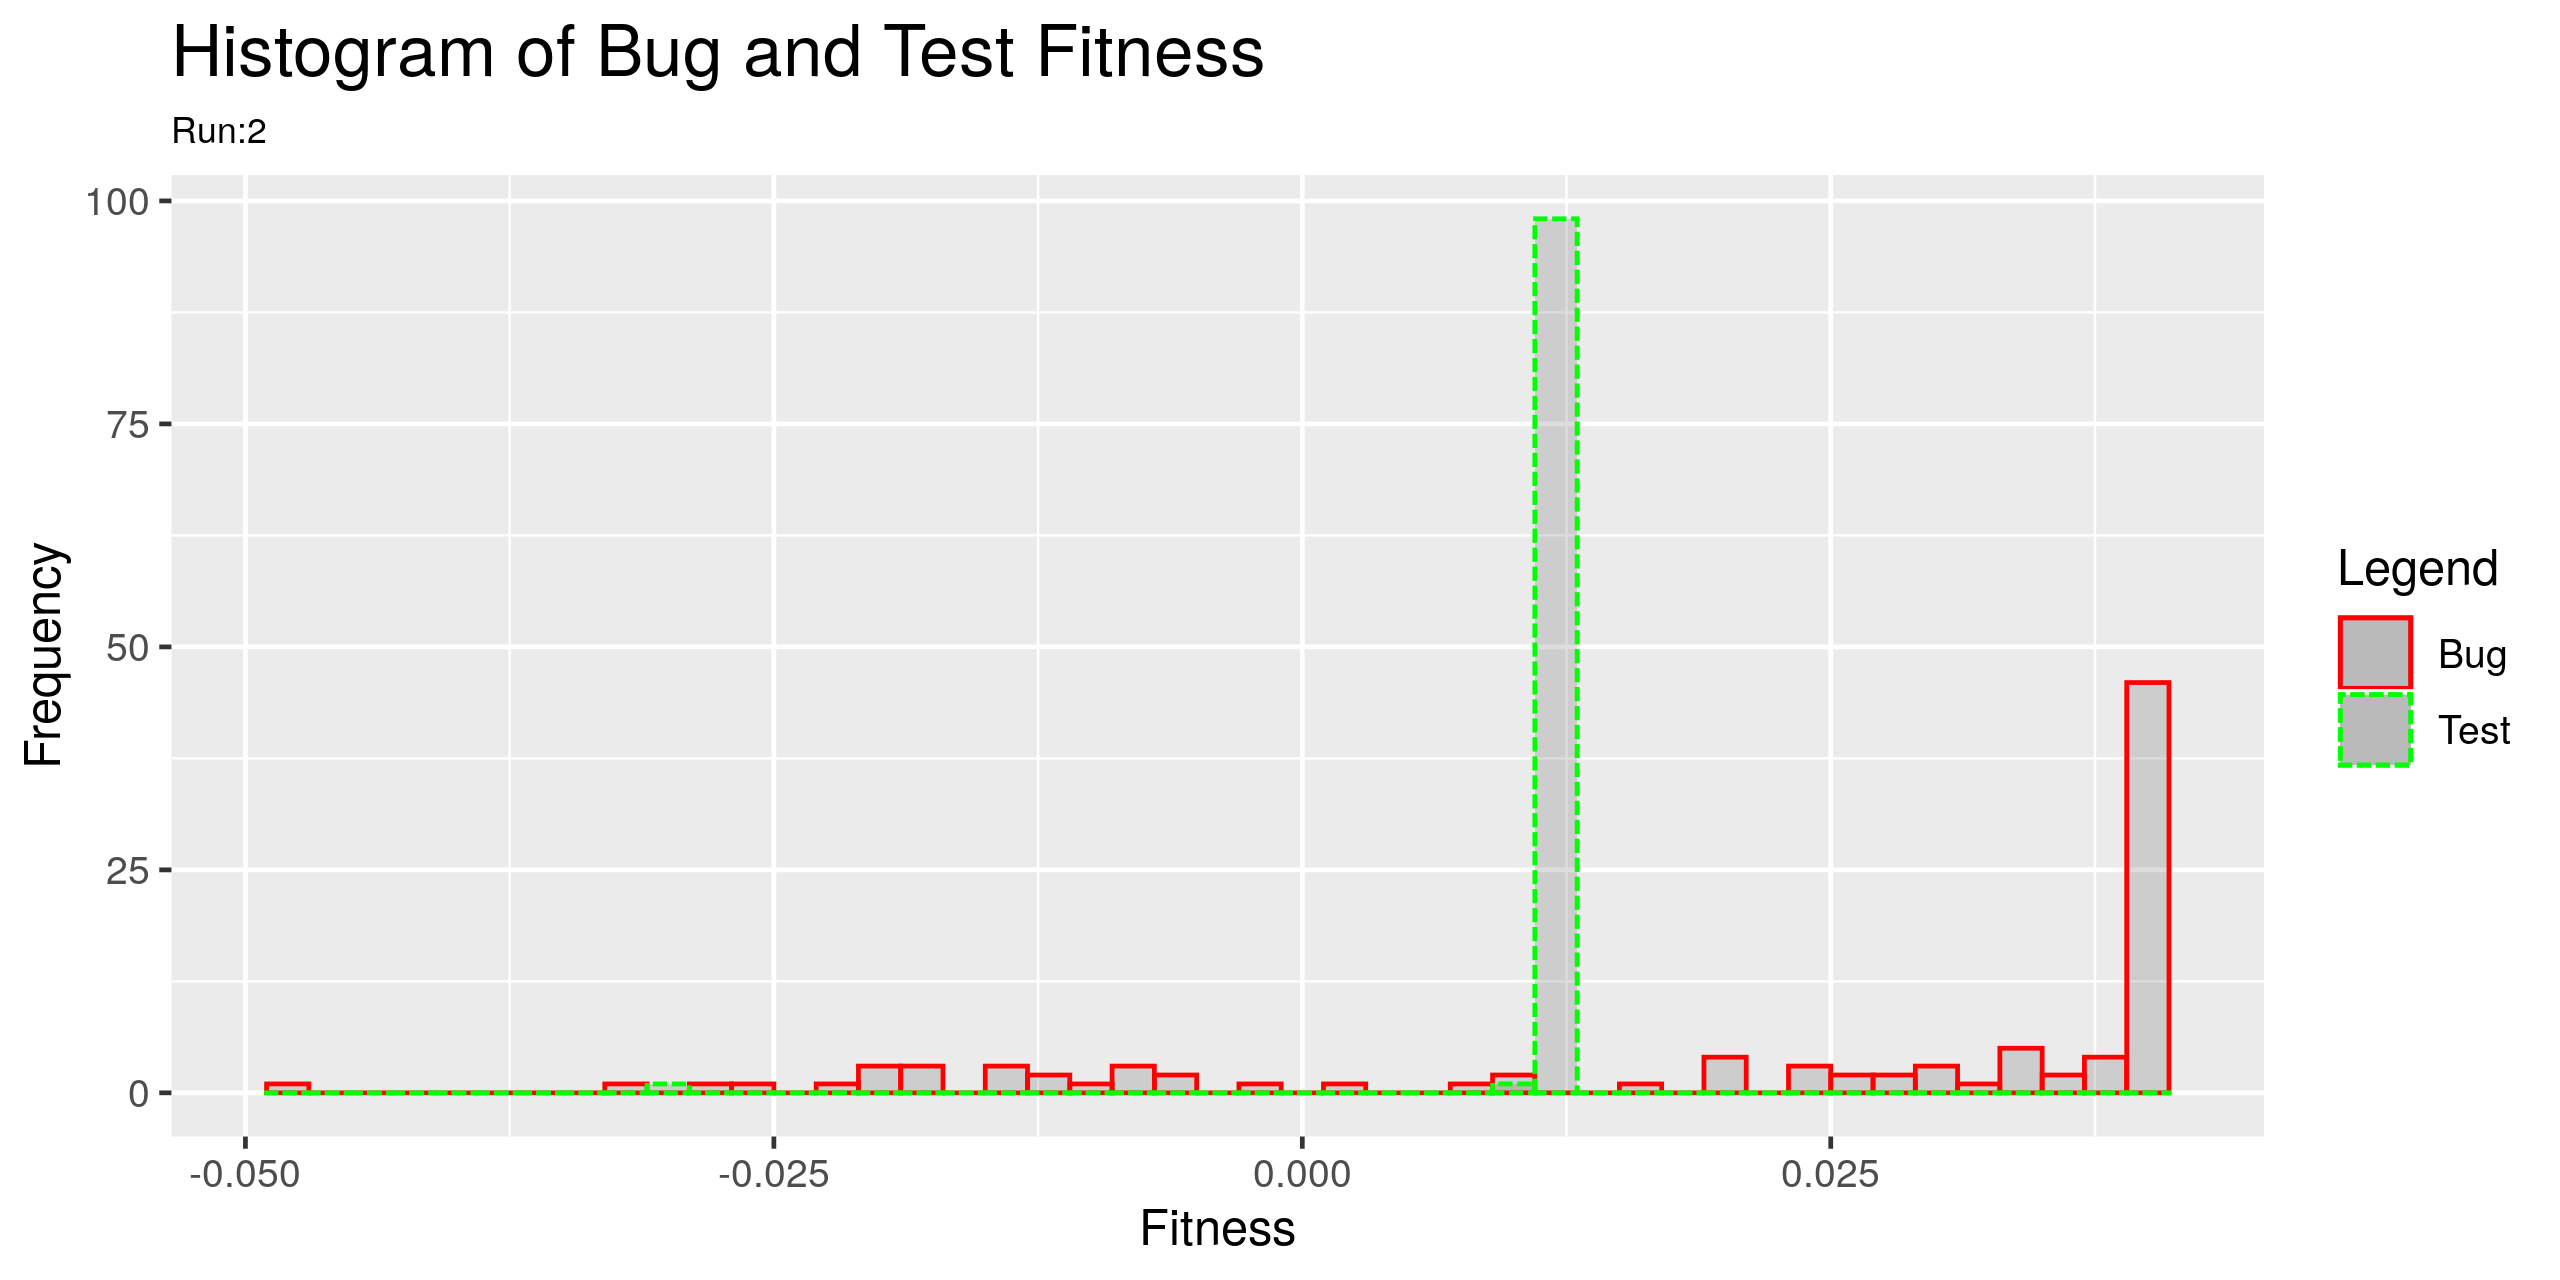 Histogram of Bug and Test Fitness
Run:2
100
75
50
25
0
Frequency
-0.050
-0.025
0.000
0.025
Fitness
Legend
Bug
Test